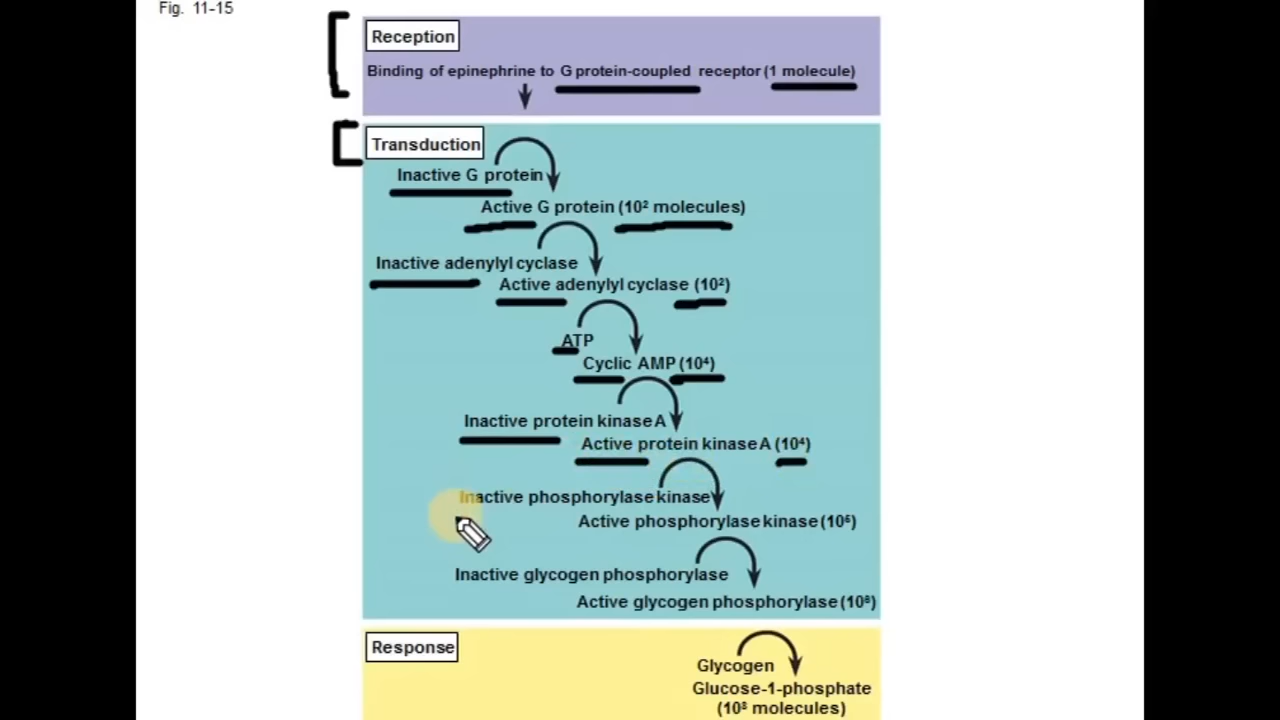 Fig. 11-15
Reception
Binding of epinephrine to G protein-coupled receptor (1 molecule)
Transduction
Inactive G protein
Active G protein (10² molecules)
Inactive adenylyl cyclase
Active adenylyl cyclase (10²)
ATP
Cyclic AMP (10⁴)
Inactive protein kinase A
Active protein kinase A (10⁴)
Inactive phosphorylase kinase
Active phosphorylase kinase (10⁵)
Inactive glycogen phosphorylase
Active glycogen phosphorylase (10⁶)
Response
Glycogen
Glucose-1-phosphate
(10⁸ molecules)